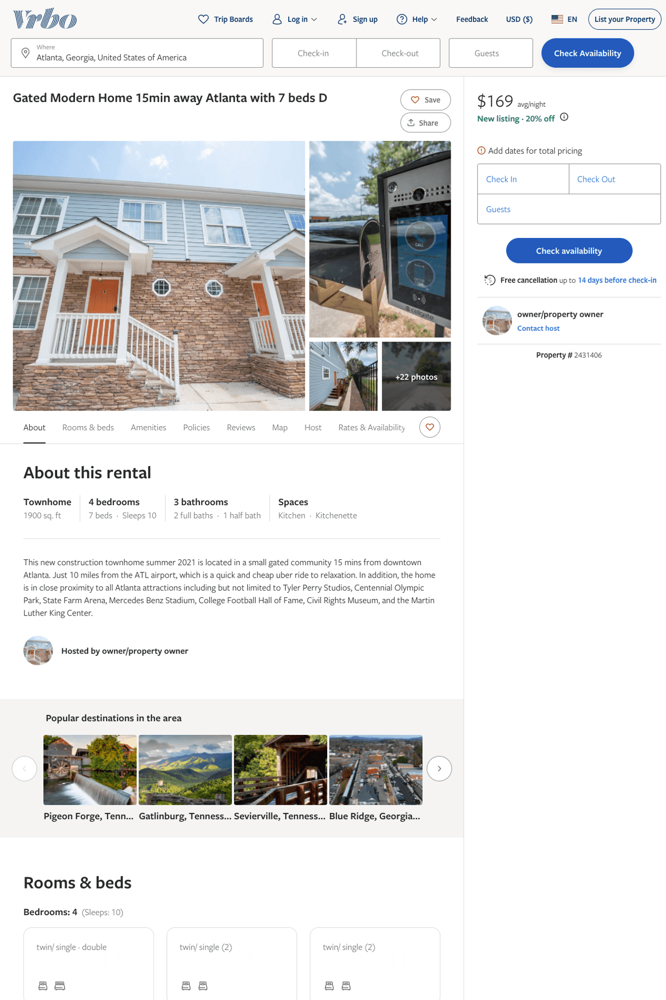 Vrbo
Trip Boards
Log in
Sign up
Help
Feedback
USD ($)
EN
List your Property
Where
Atlanta, Georgia, United States of America
Check-in
Check-out
Guests
Check Availability
Gated Modern Home 15min away Atlanta with 7 beds D
Save
Share
CALL
ENTER
CODE
cellgate
+22 photos
$169 avg/night
New listing · 20% off
Add dates for total pricing
Check In
Check Out
Guests
Check availability
Free cancellation up to 14 days before check-in
owner/property owner
Contact host
Property # 2431406
About
Rooms & beds
Amenities
Policies
Reviews
Map
Host
Rates & Availability
About this rental
Townhome
1900 sq. ft
4 bedrooms
7 beds · Sleeps 10
3 bathrooms
2 full baths · 1 half bath
Spaces
Kitchen · Kitchenette
This new construction townhome summer 2021 is located in a small gated community 15 mins from downtown
Atlanta. Just 10 miles from the ATL airport, which is a quick and cheap uber ride to relaxation. In addition, the home
is in close proximity to all Atlanta attractions including but not limited to Tyler Perry Studios, Centennial Olympic
Park, State Farm Arena, Mercedes Benz Stadium, College Football Hall of Fame, Civil Rights Museum, and the Martin
Luther King Center.
Hosted by owner/property owner
Popular destinations in the area
Pigeon Forge, Tenn...
Gatlinburg, Tenness...
Sevierville, Tenness...
Blue Ridge, Georgia...
Rooms & beds
Bedrooms: 4 (Sleeps: 10)
twin/ single · double
twin/ single (2)
twin/ single (2)